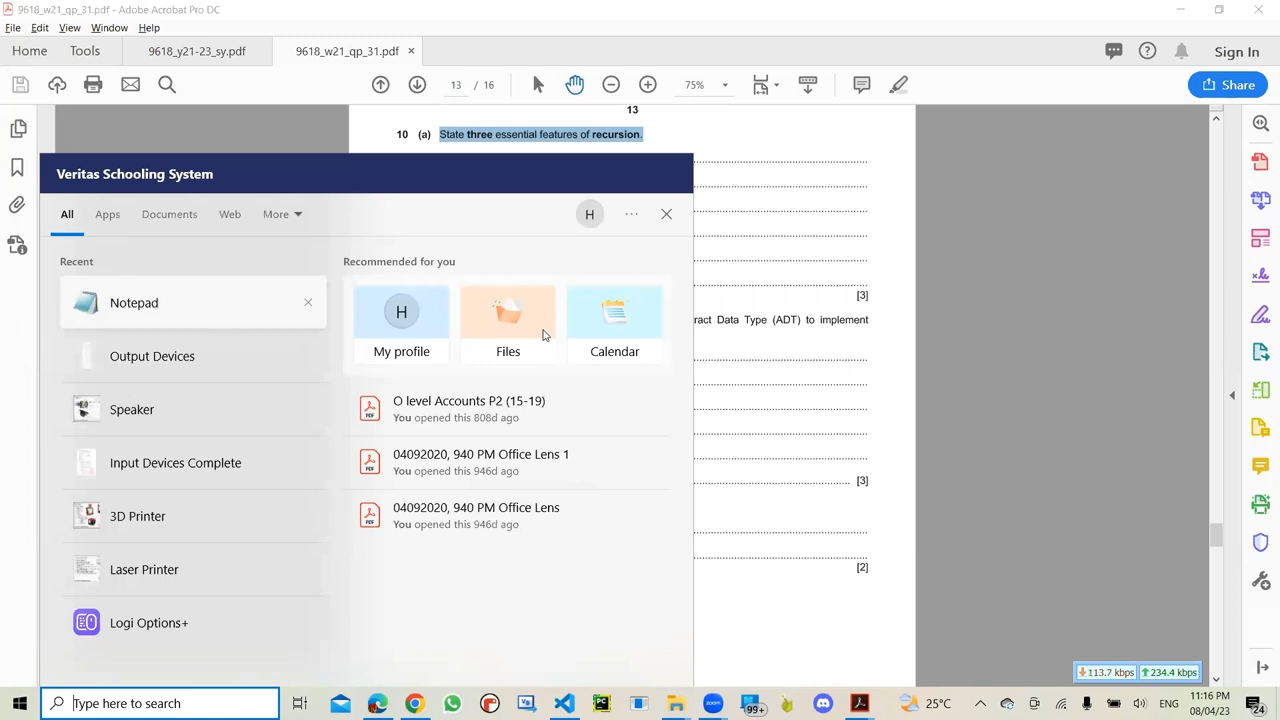 9618_w21_qp_31.pdf - Adobe Acrobat Pro DC
File Edit View Window Help
Home Tools 9618_y21-23_sy.pdf 9618_w21_qp_31.pdf × Sign In
13 / 16 75% Share
13
10 (a) State three essential features of recursion.
[3]
ract Data Type (ADT) to implement
[3]
[2]
Veritas Schooling System
All Apps Documents Web More H ...
Recent
Notepad
Output Devices
Speaker
Input Devices Complete
3D Printer
Laser Printer
Logi Options+
Recommended for you
H
My profile Files Calendar
O level Accounts P2 (15-19)
You opened this 808d ago
04092020, 940 PM Office Lens 1
You opened this 946d ago
04092020, 940 PM Office Lens
You opened this 946d ago
113.7 kbps 234.4 kbps
Type here to search
zoom
99+
25°C
ENG
11:16 PM
08/04/23
24